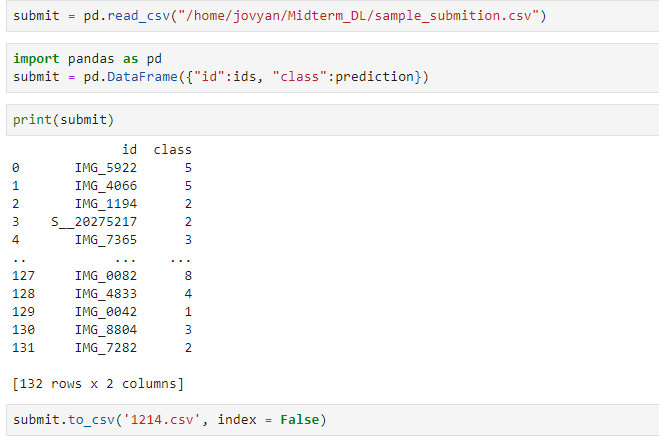 submit = pd.read_csv("/home/jovyan/Midterm_DL/sample_submition.csv")
import pandas as pd
submit = pd.DataFrame({"id":ids, "class":prediction})
print(submit)
id class
0 IMG_5922 5
1 IMG_4066 5
2 IMG_1194 2
3 S__20275217 2
4 IMG_7365 3
.. ... ...
127 IMG_0082 8
128 IMG_4833 4
129 IMG_0042 1
130 IMG_8804 3
131 IMG_7282 2
[132 rows x 2 columns]
submit.to_csv('1214.csv', index = False)